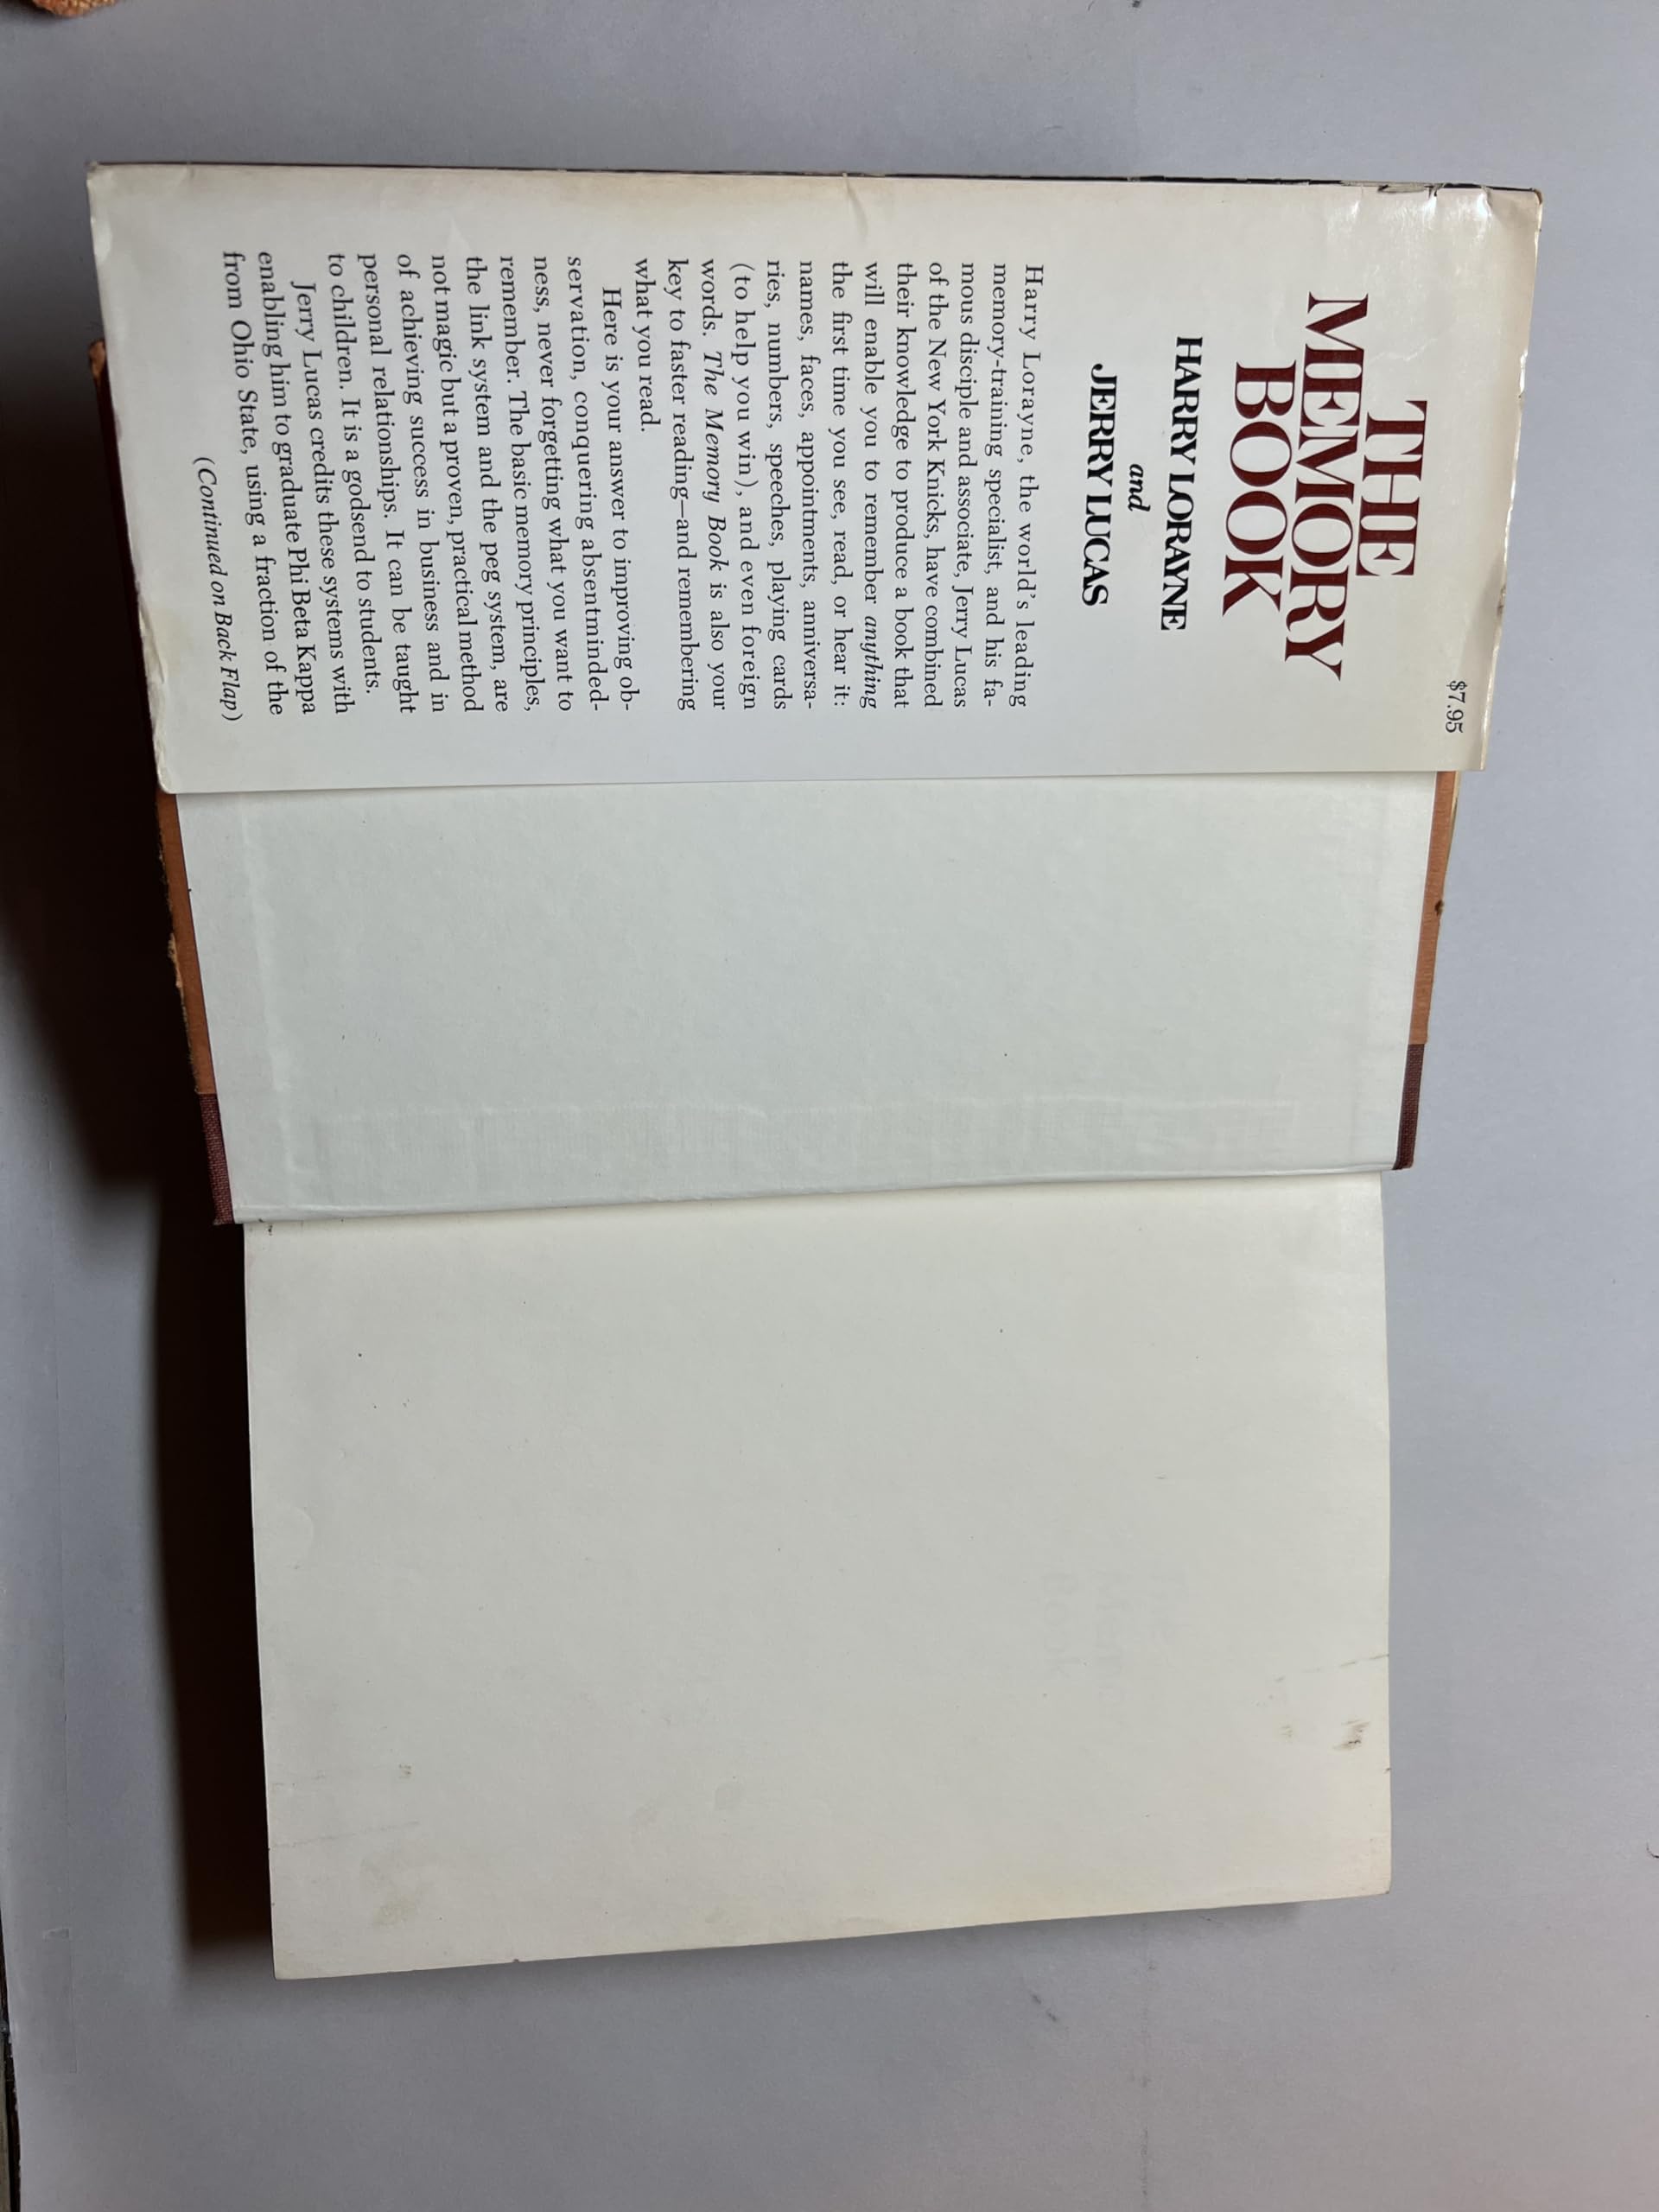 $7.95
THE
MEMORY
BOOK
HARRY LORAYNE
and
JERRY LUCAS
Harry Lorayne, the world's leading
memory-training specialist, and his fa-
mous disciple and associate, Jerry Lucas
of the New York Knicks, have combined
their knowledge to produce a book that
will enable you to remember anything
the first time you see, read, or hear it:
names, faces, appointments, anniversa-
ries, numbers, speeches, playing cards
(to help you win), and even foreign
words. The Memory Book is also your
key to faster reading—and remembering
what you read.
Here is your answer to improving ob-
servation, conquering absentminded-
ness, never forgetting what you want to
remember. The basic memory principles,
the link system and the peg system, are
not magic but a proven, practical method
of achieving success in business and in
personal relationships. It can be taught
to children. It is a godsend to students.
Jerry Lucas credits these systems with
enabling him to graduate Phi Beta Kappa
from Ohio State, using a fraction of the
(Continued on Back Flap)